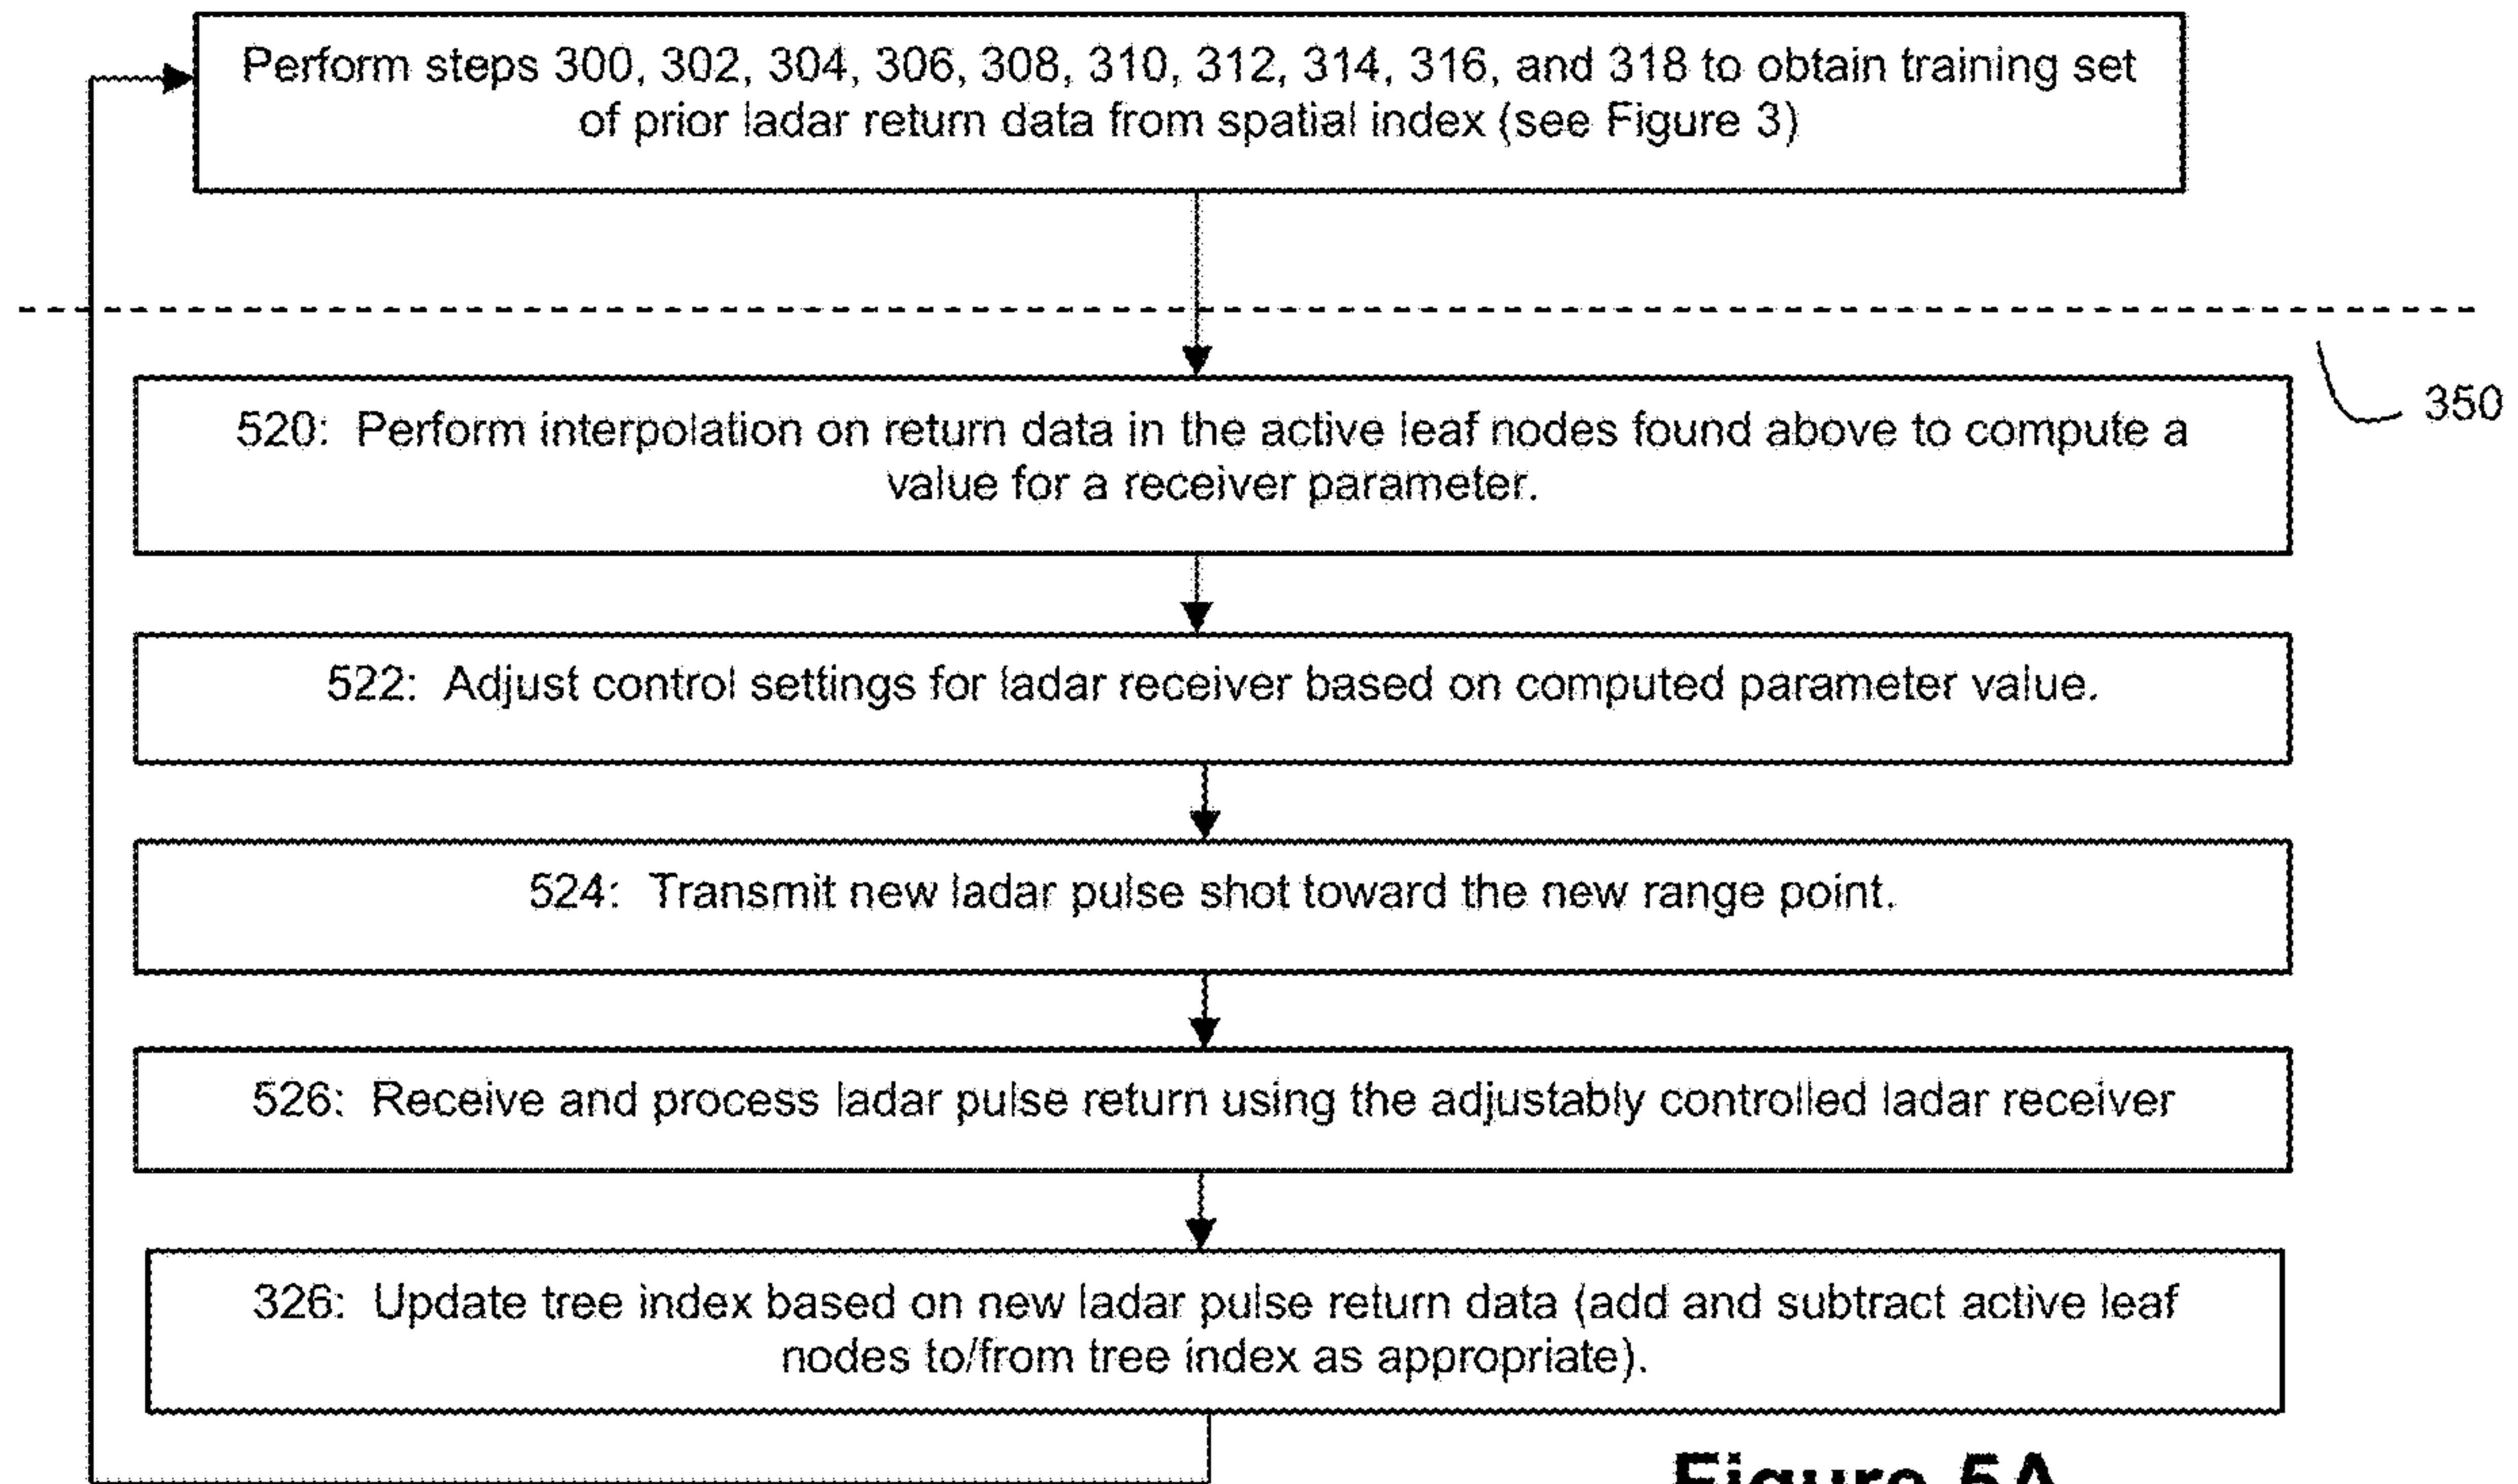 Perform steps 300, 302, 304, 306, 308, 310, 312, 314, 316, and 318 to obtain training set
of prior ladar return data from spatial index (see Figure 3)
350
520: Perform interpolation on return data in the active leaf nodes found above to compute a
value for a receiver parameter.
522: Adjust control settings for ladar receiver based on computed parameter value.
524: Transmit new ladar pulse shot toward the new range point.
526: Receive and process ladar pulse return using the adjustably controlled ladar receiver
326: Update tree index based on new ladar pulse return data (add and subtract active leaf
nodes to/from tree index as appropriate).
Figure 5A